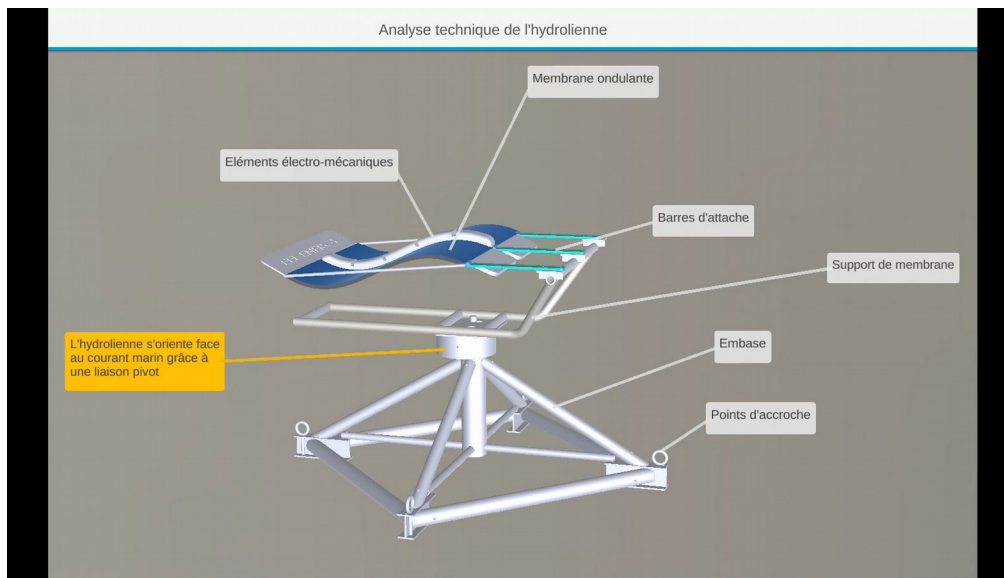 Analyse technique de l'hydrolienne
Membrane ondulante
Eléments électro-mécaniques
Barres d'attache
Support de membrane
L'hydrolienne s'oriente face
au courant marin grâce à
une liaison pivot
Embase
Points d'accroche